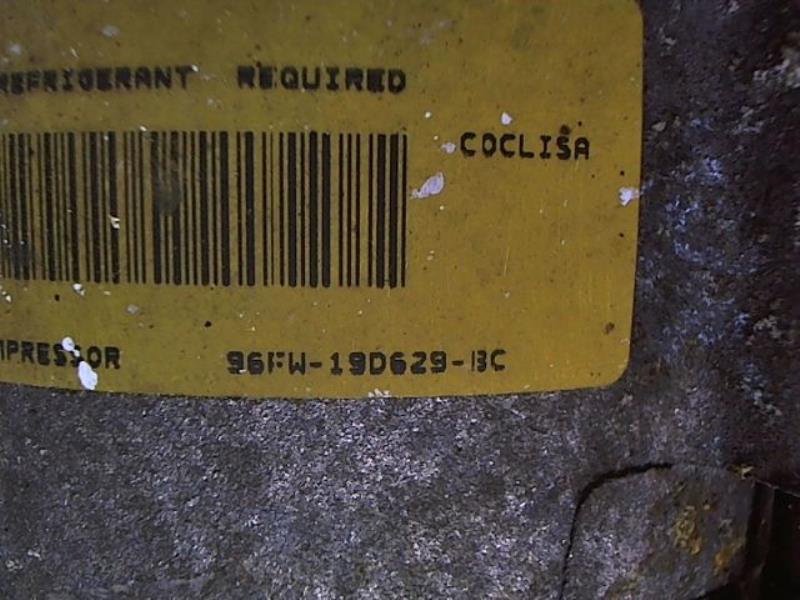 REFRIGERANT REQUIRED
COCLISA
MPRESSOR 96FW-19D629-BC